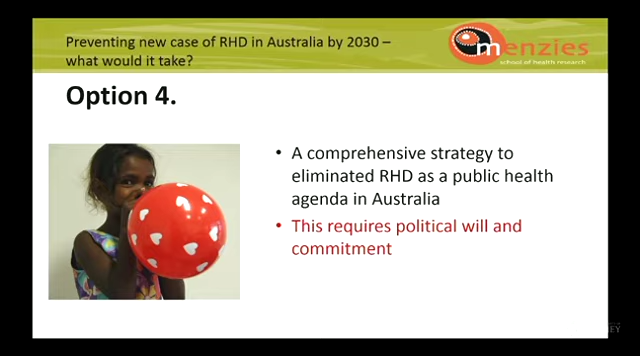 Preventing new case of RHD in Australia by 2030 –
what would it take?
menzies
school of health research
Option 4.
• A comprehensive strategy to
eliminated RHD as a public health
agenda in Australia
• This requires political will and
commitment